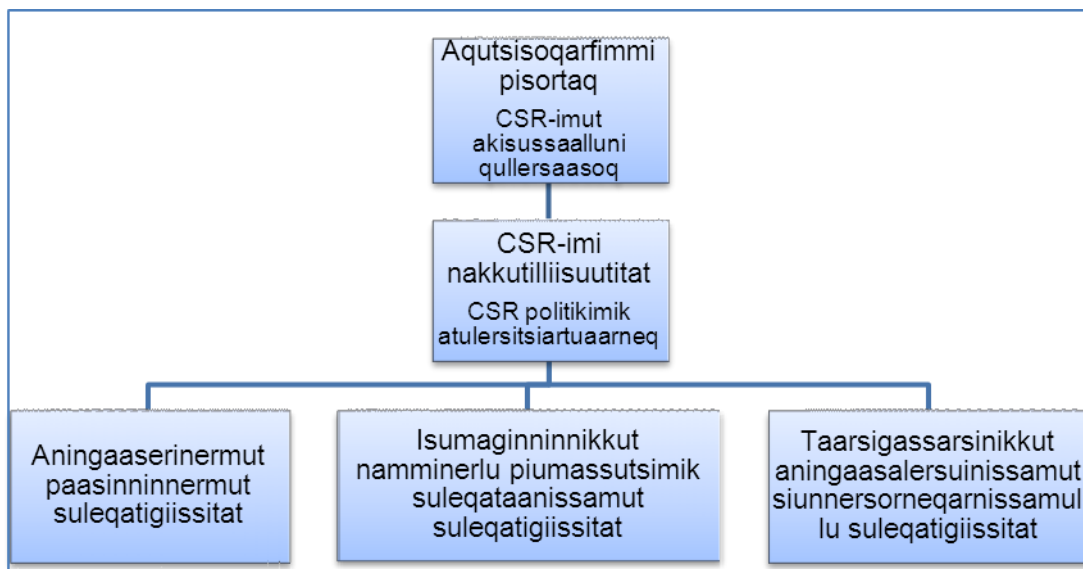 Aqutsisoqarfimmi
pisortaq
CSR-imut
akisussaalluni
qullersaasoq
CSR-imi
nakkutilliisuutitat
CSR politikimik
atulersitsiartuaarneq
Aningaaserinermut
paasinninnermut
suleqatigiissitat
Isumaginninnikkut
namminerlu piumassutsimik
suleqataanissamut
suleqatigiissitat
Taarsigassarsinikkut
aningaasalersuinissamut
siunnersorneqarnissamul
lu suleqatigiissitat